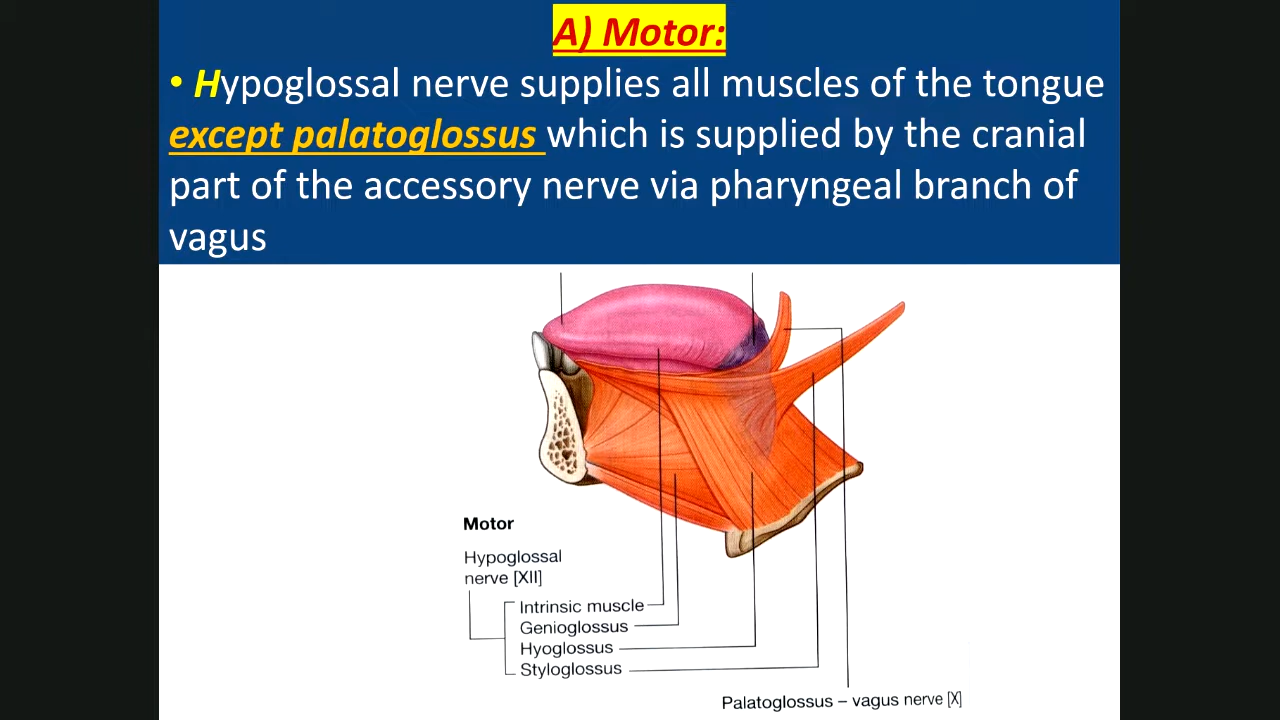 A) Motor:
• Hypoglossal nerve supplies all muscles of the tongue
except palatoglossus which is supplied by the cranial
part of the accessory nerve via pharyngeal branch of
vagus
Motor
Hypoglossal
nerve [XII]
Intrinsic muscle
Genioglossus
Hyoglossus
Styloglossus
Palatoglossus – vagus nerve [X]